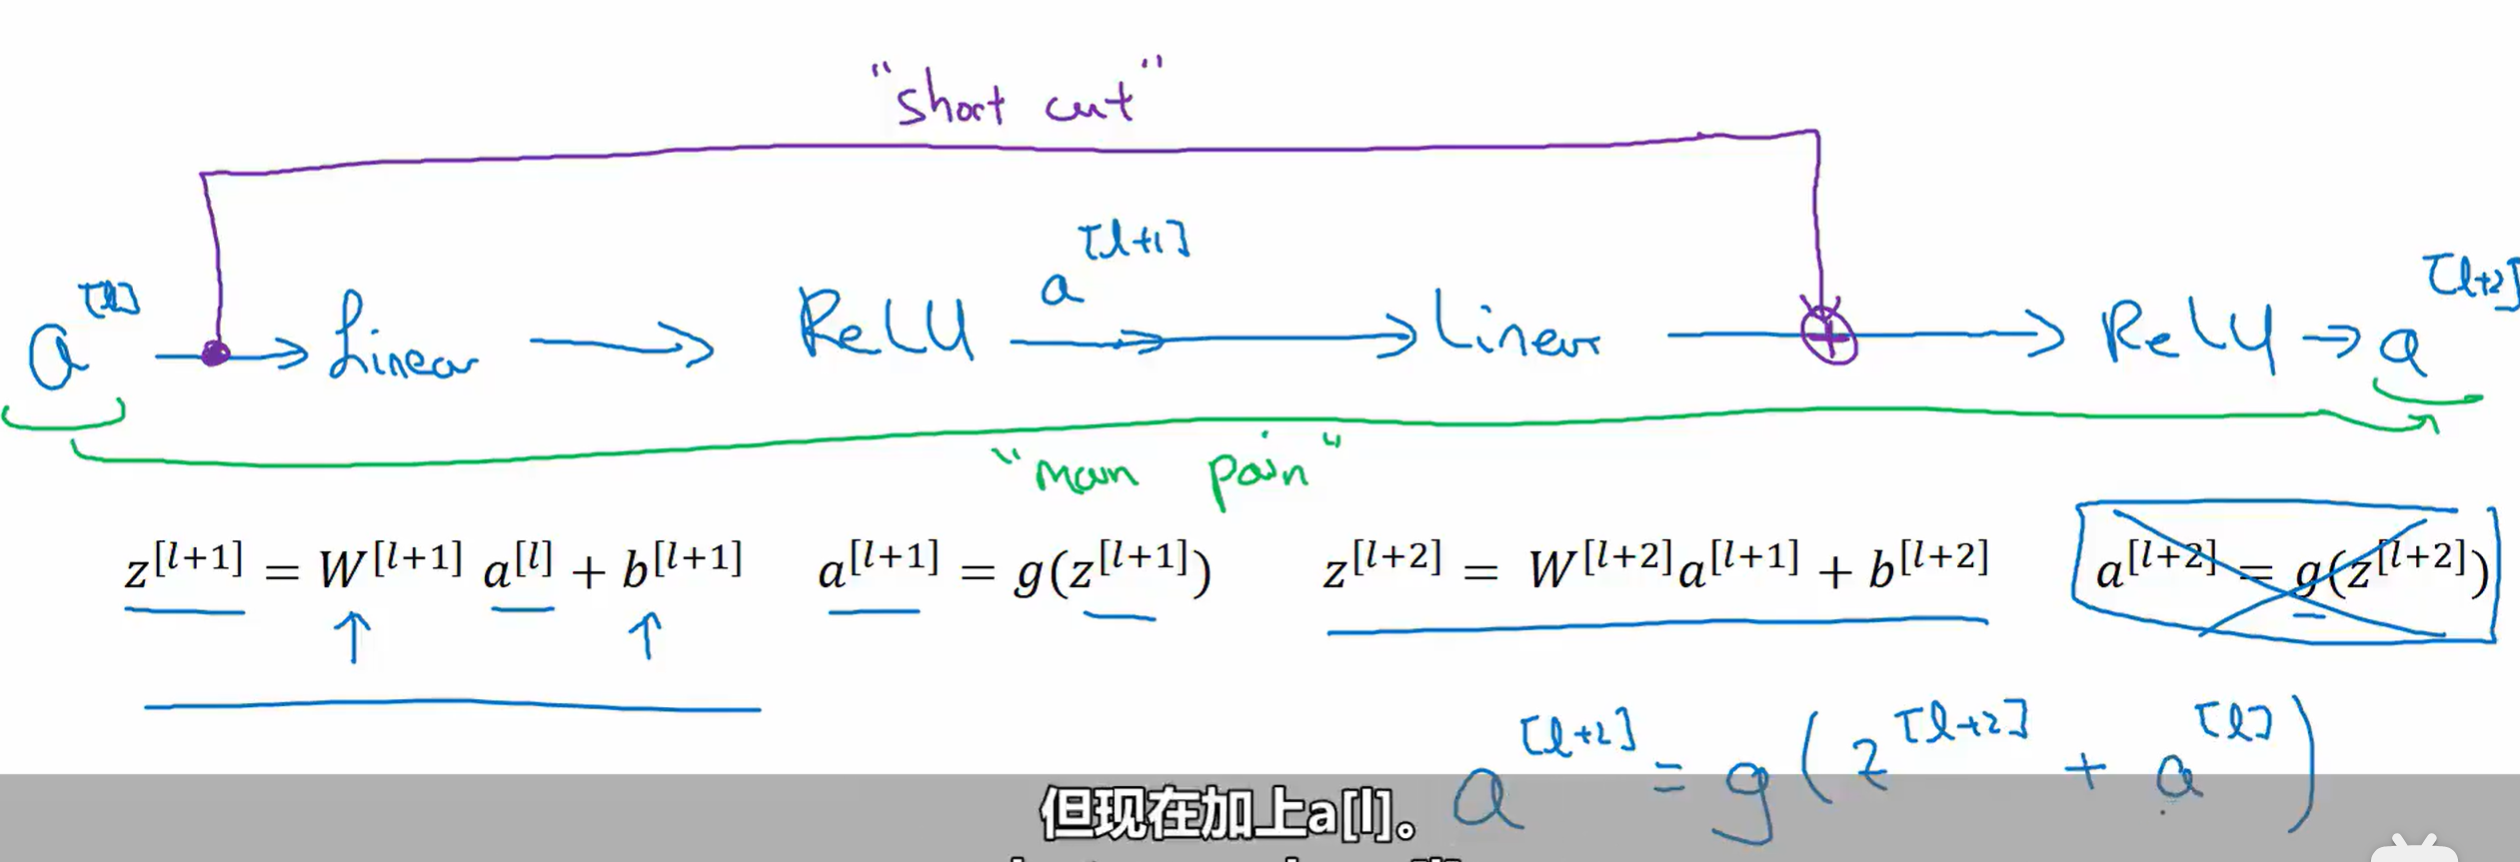 "short cut"
a[l] → Linear → ReLU a[l+1] → Linear → ReLU → a[l+2]
"main path"
z[l+1] = W[l+1] a[l] + b[l+1] a[l+1] = g(z[l+1]) z[l+2] = W[l+2]a[l+1] + b[l+2] a[l+2] = g(z[l+2])
a[l+2] = g(z[l+2] + a[l])
但现在加上a[l]。